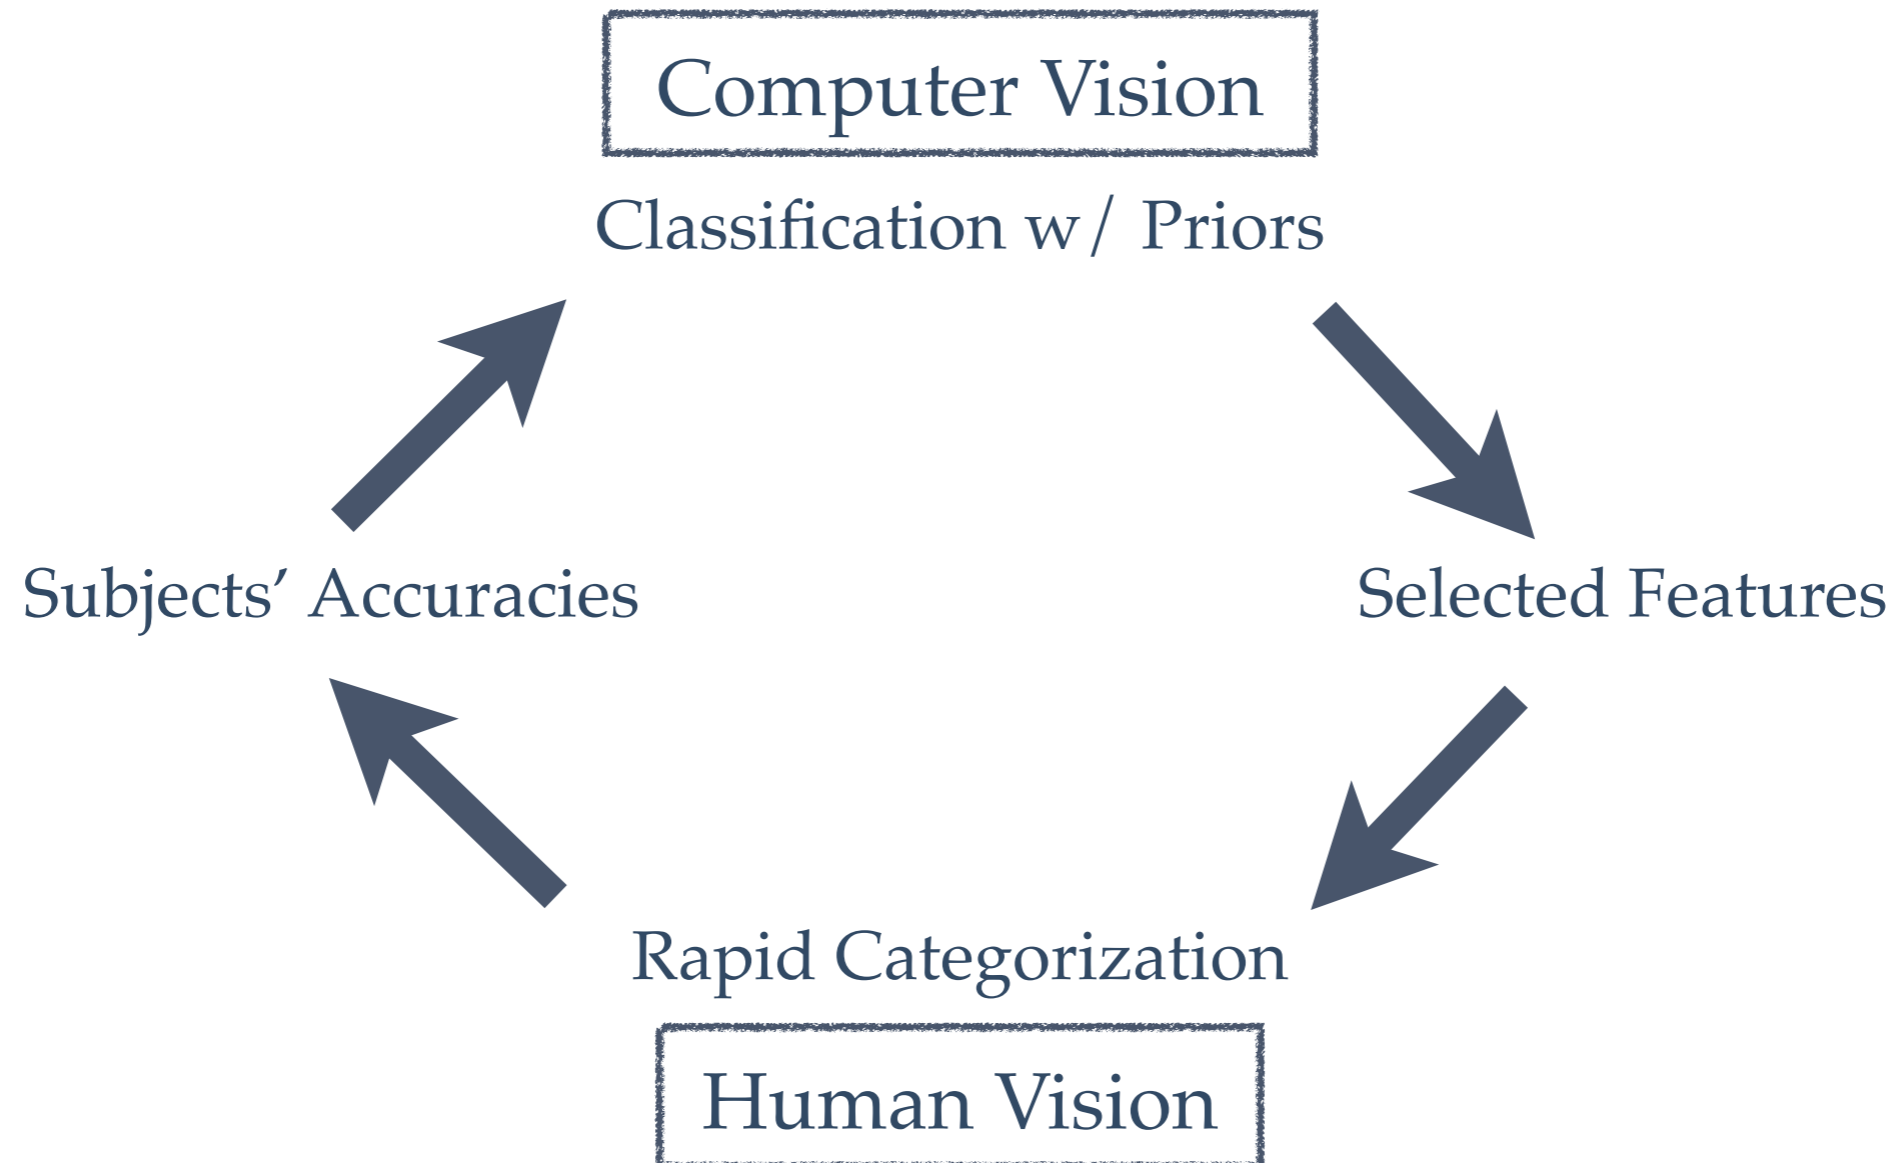 Computer Vision
Classification w/ Priors
Subjects’ Accuracies
Selected Features
Rapid Categorization
Human Vision